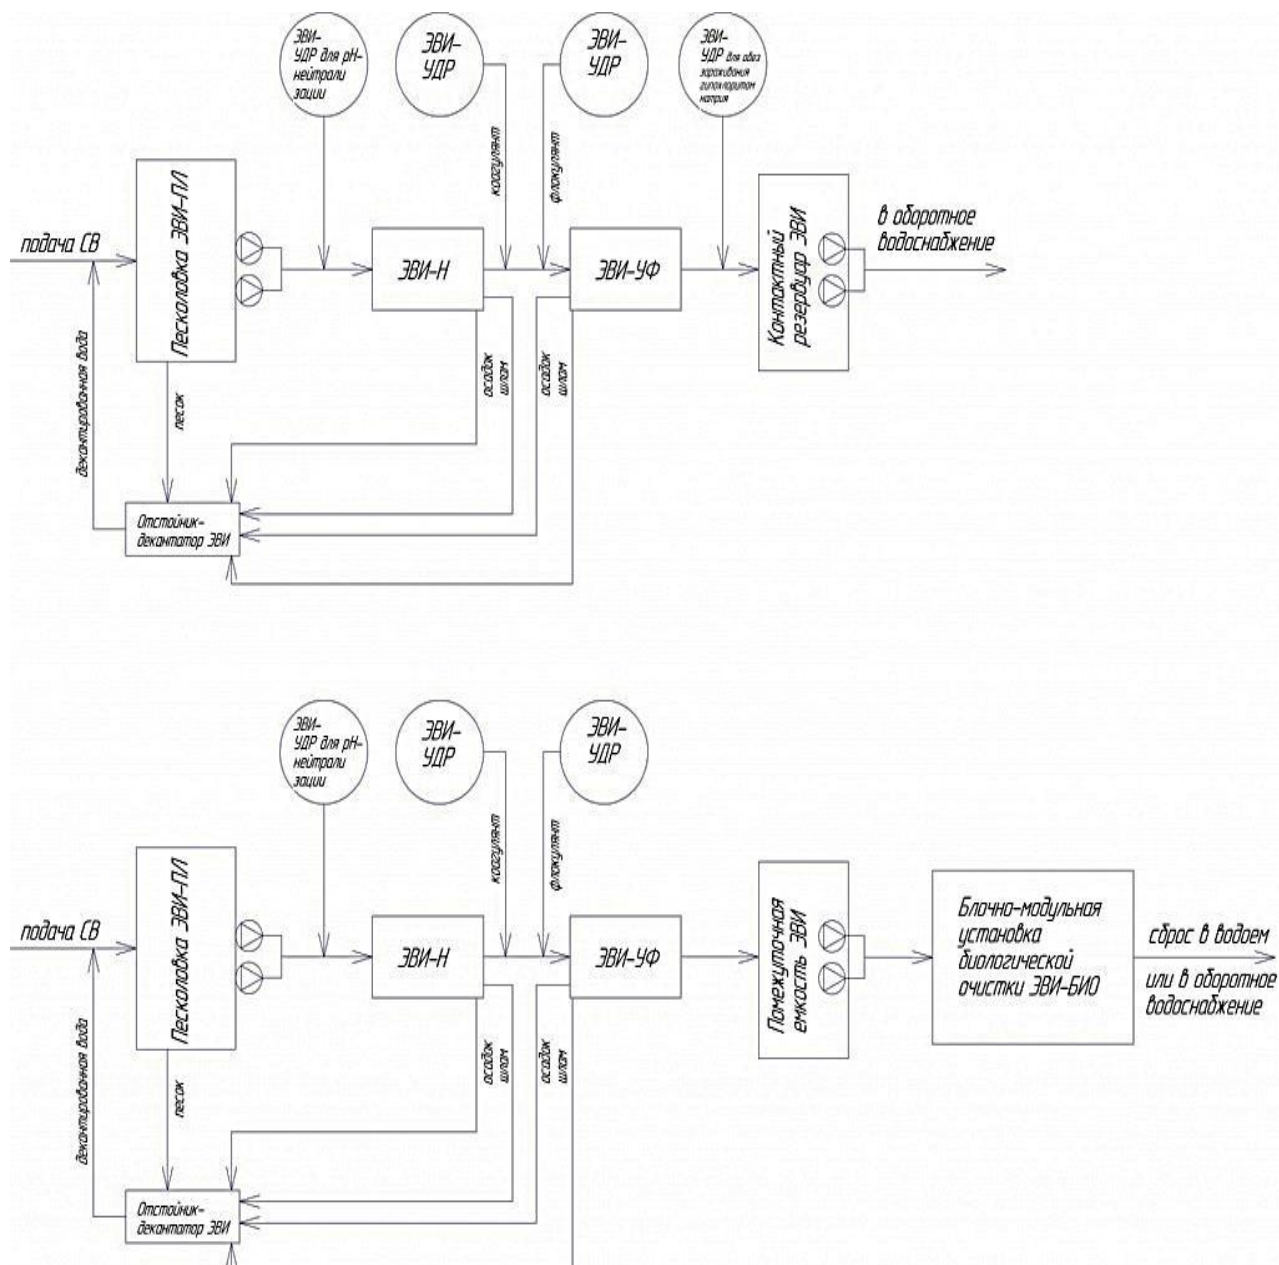 ЭВИ-
УДР для pH-
нейтрали
зации
ЭВИ-
УДР
ЭВИ-
УДР
ЭВИ-
УДР для обез
зараживания
гипохлоритом
натрия
коагулянт
флокулянт
подача СВ
Песколовка ЭВИ-ПЛ
ЭВИ-Н
ЭВИ-УФ
Контактный
резервуар ЭВИ
в оборотное
водоснабжение
декантированная вода
песок
осадок
шлам
осадок
шлам
Отстойник-
декантатор ЭВИ
ЭВИ-
УДР для pH-
нейтрали
зации
ЭВИ-
УДР
ЭВИ-
УДР
коагулянт
флокулянт
подача СВ
Песколовка ЭВИ-ПЛ
ЭВИ-Н
ЭВИ-УФ
Помежуточная
емкость ЭВИ
Блочно-модульная
установка
биологической
очистки ЭВИ-БИО
сброс в водоем
или в оборотное
водоснабжение
декантированная вода
песок
осадок
шлам
осадок
шлам
Отстойник-
декантатор ЭВИ